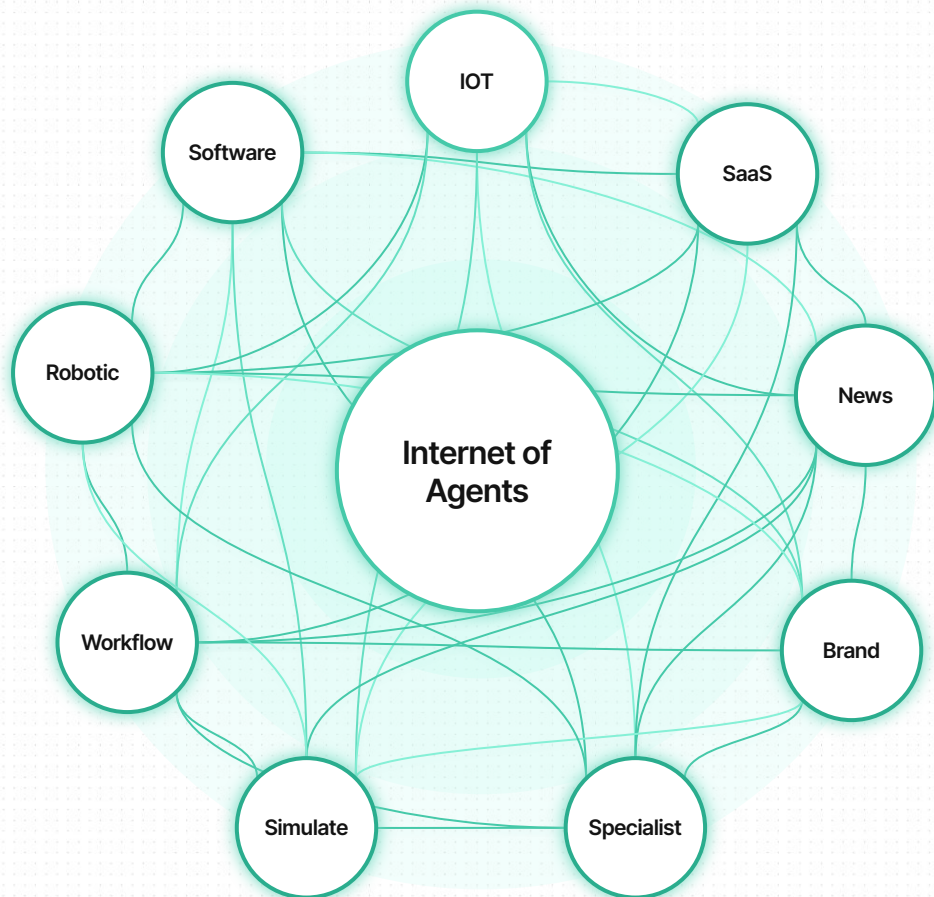 IOT
Software
SaaS
Robotic
News
Internet of
Agents
Workflow
Brand
Simulate
Specialist